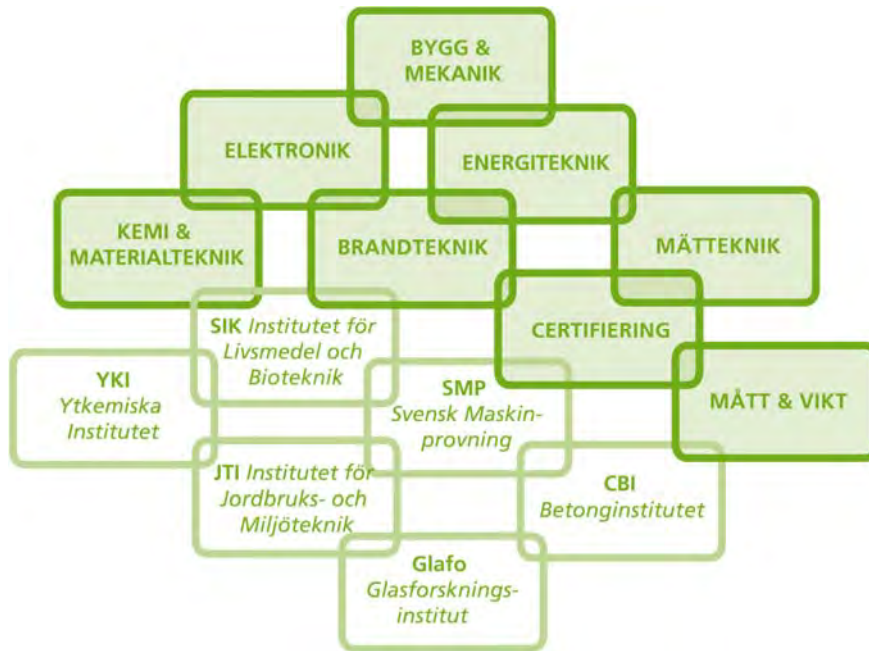 BYGG &
MEKANIK
ELEKTRONIK
ENERGITEKNIK
KEMI &
MATERIALTEKNIK
BRANDTEKNIK
MÄTTEKNIK
SIK Institutet för
Livsmedel och
Bioteknik
CERTIFIERING
YKI
Ytkemiska
Institutet
SMP
Svensk Maskin-
provning
MÅTT & VIKT
JTI Institutet för
Jordbruks- och
Miljöteknik
CBI
Betonginstitutet
Glafo
Glasforsknings-
institut